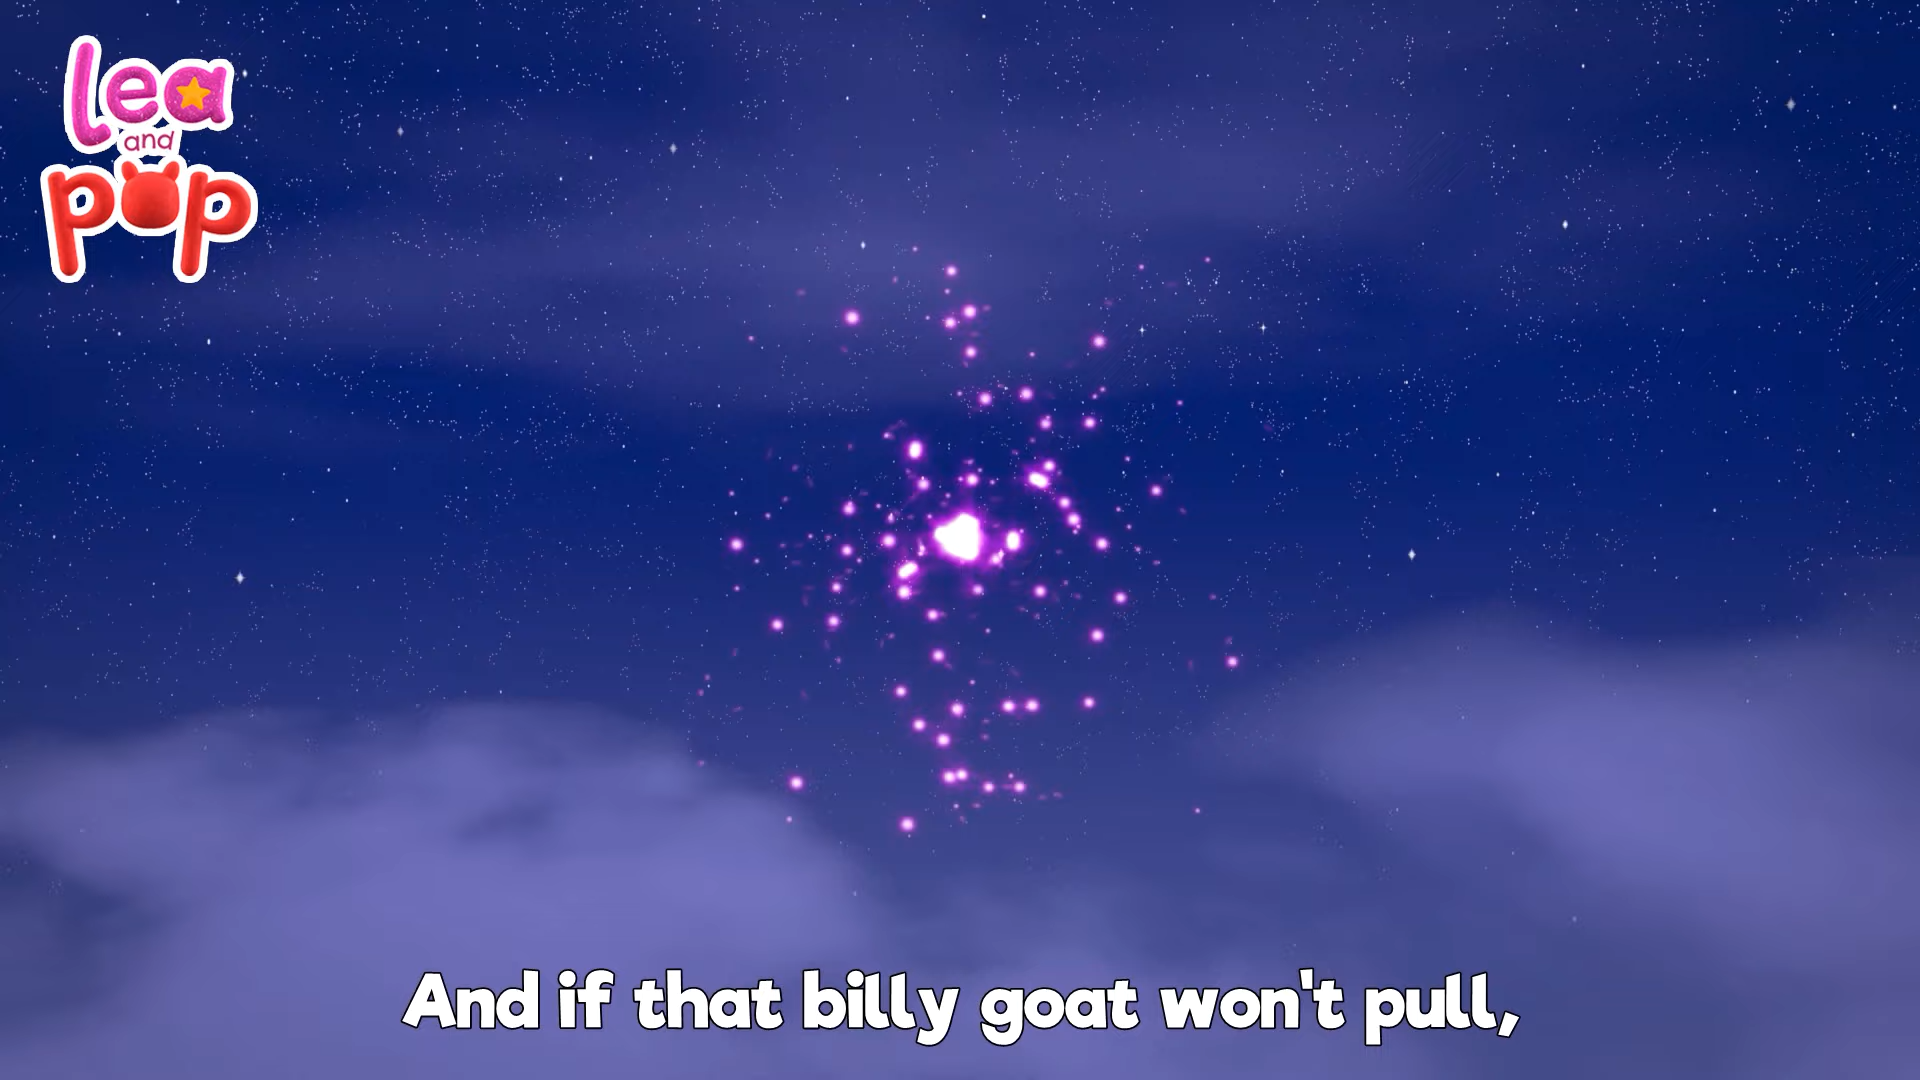 lea
and
pop
And if that billy goat won't pull,